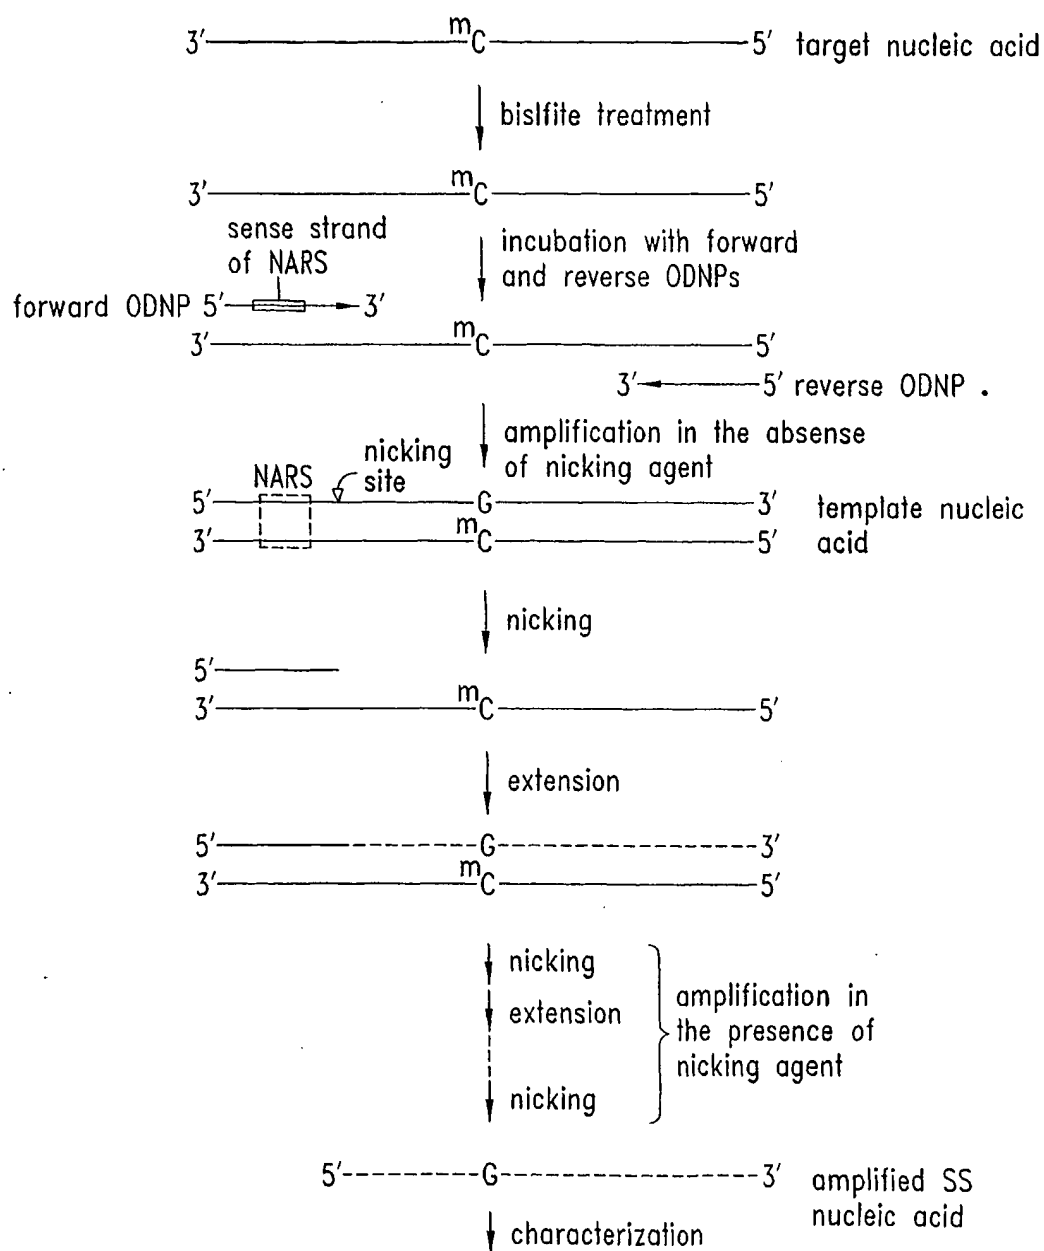 3' mC 5' target nucleic acid
bislfite treatment
3' mC 5'
sense strand
of NARS
incubation with forward
and reverse ODNPs
forward ODNP 5' 3'
3' mC 5'
3' 5' reverse ODNP .
amplification in the absense
of nicking agent
nicking
site
NARS
5' G 3'
3' mC 5'
template nucleic
acid
nicking
5'
3' mC 5'
extension
5' G 3'
3' mC 5'
nicking
extension
nicking
amplification in
the presence of
nicking agent
5' G 3'
amplified SS
nucleic acid
characterization